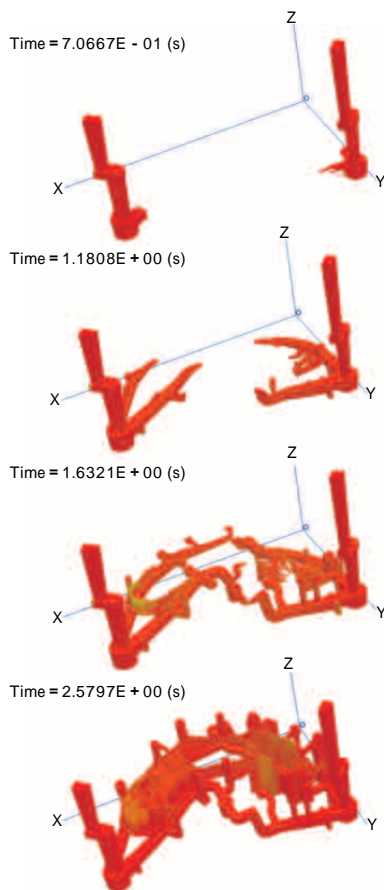 Z
Time = 7.0667E - 01 (s)
o
X
Y
Z
Time = 1.1808E + 00 (s)
o
X
Y
Z
Time = 1.6321E + 00 (s)
o
X
Y
Z
Time = 2.5797E + 00 (s)
o
X
Y